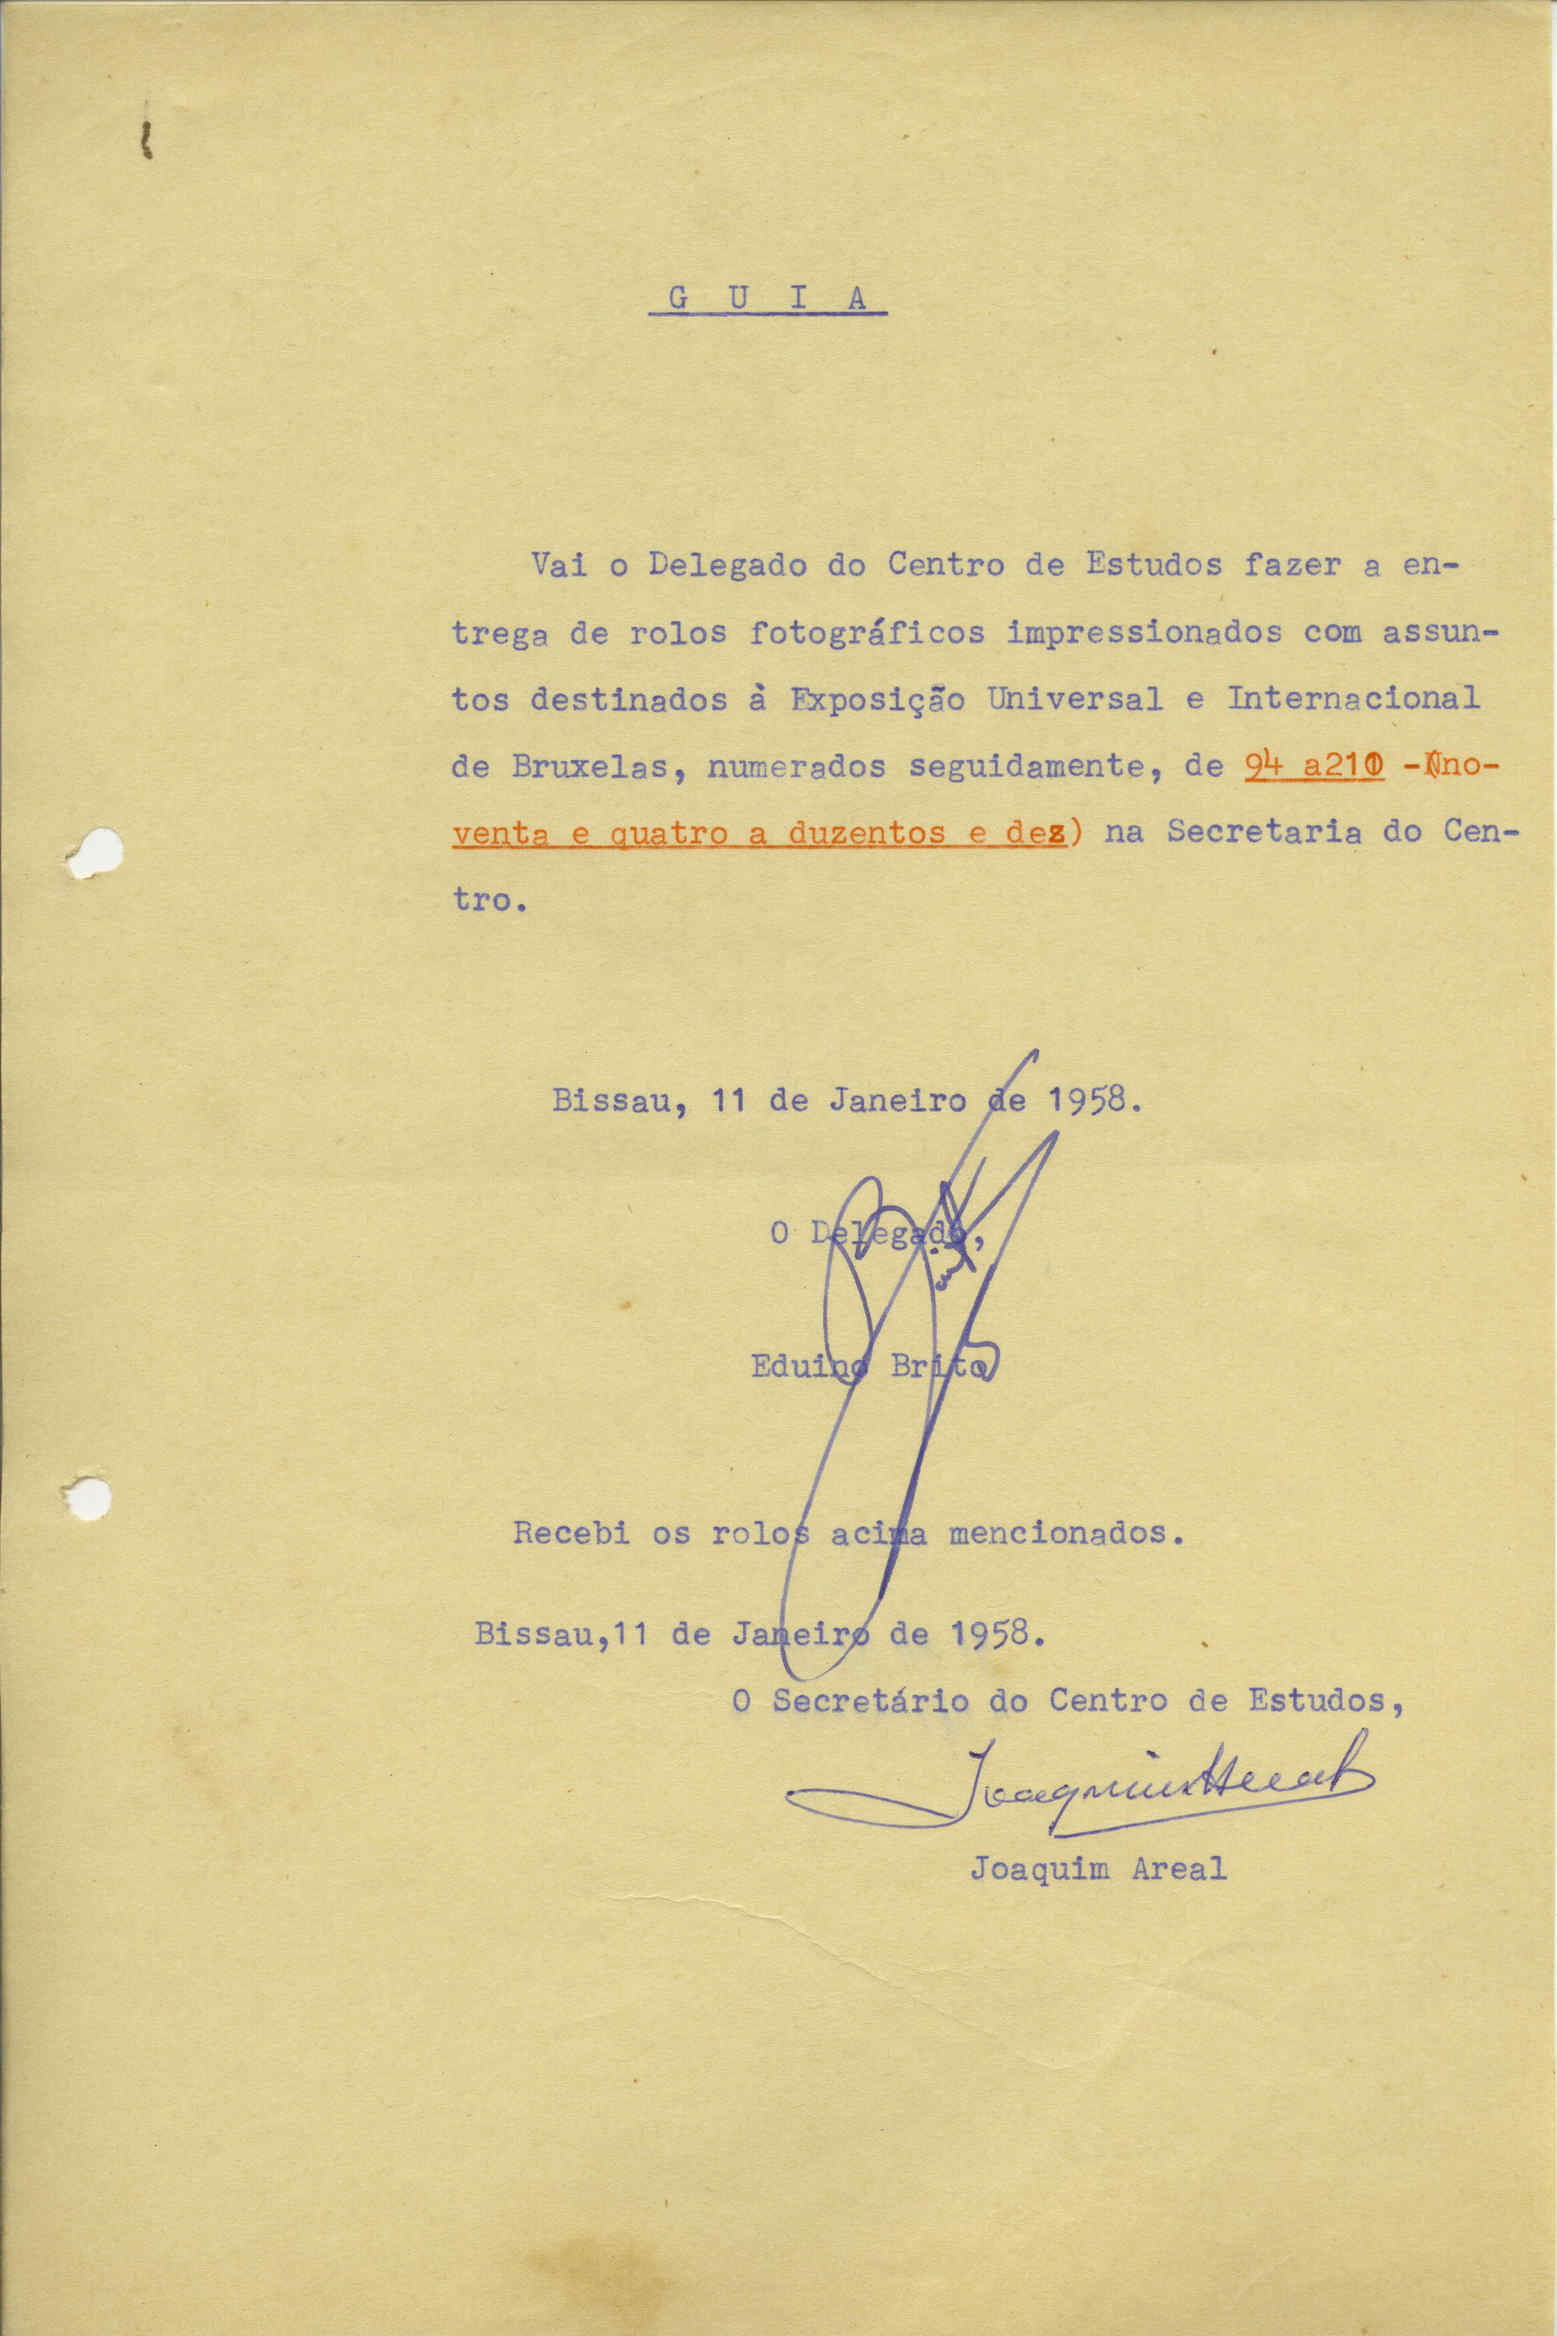 G U I A
Vai o Delegado do Centro de Estudos fazer a en-
trega de rolos fotográficos impressionados com assun-
tos destinados à Exposição Universal e Internacional
de Bruxelas, numerados seguidamente, de 94 a210 -(no-
venta e quatro a duzentos e dez) na Secretaria do Cen-
tro.
Bissau, 11 de Janeiro de 1958.
O Delegado,
Eduino Brito
Recebi os rolos acima mencionados.
Bissau,11 de Janeiro de 1958.
O Secretário do Centro de Estudos,
Joaquim Areal
Joaquim Areal